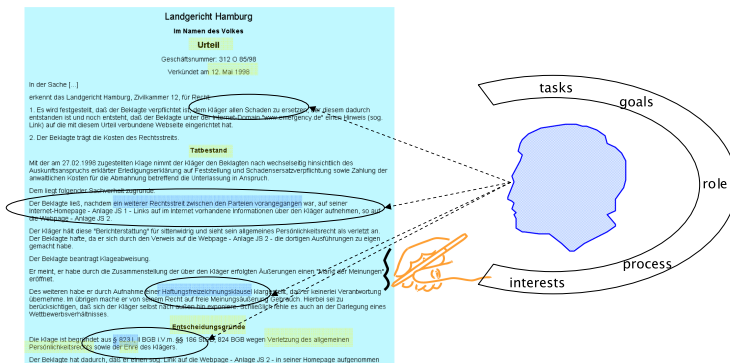 Landgericht Hamburg
Im Namen des Volkes
Urteil
Geschäftsnummer: 312 O 85/98
Verkündet am 12. Mai 1998
In der Sache [...]
erkennt das Landgericht Hamburg, Zivilkammer 12, für Recht:
1. Es wird festgestellt, daß der Beklagte verpflichtet ist, dem Kläger allen Schaden zu ersetzen, der diesem dadurch
entstanden ist und noch entsteht, daß der Beklagte unter der Internet-Domain "www.emergency.de" einen Hinweis (sog.
Link) auf die mit diesem Urteil verbundene Webseite eingerichtet hat.
2. Der Beklagte trägt die Kosten des Rechtsstreits.
Tatbestand
Mit der am 27.02 1998 zugestellten Klage nimmt der Kläger den Beklagten nach wechselseitig hinsichtlich des
Auskunftsanspruchs erklärter Erledigungserklärung auf Feststellung und Schadensersatzverpflichtung sowie Zahlung der
anwaltlichen Kosten für die Abmahnung betreffend die Unterlassung in Anspruch.
Dem liegt folgender Sachverhalt zugrunde:
Der Beklagte ließ, nachdem ein weiterer Rechtsstreit zwischen den Parteien vorangegangen war, auf seiner
Internet-Homepage - Anlage JS 1 - Links auf im Internet vorhandene Informationen über den Kläger aufnehmen, so auf
die Webpage - Anlage JS 2.
Der Kläger hält diese "Berichterstattung" für sittenwidrig und sieht sein allgemeines Persönlichkeitsrecht als verletzt an.
Der Beklagte hafte, da er sich durch den Verweis auf die Webpage - Anlage JS 2 - die dortigen Ausführungen zu eigen
gemacht habe.
Der Beklagte beantragt Klageabweisung.
Er meint, er habe durch die Zusammenstellung der über den Kläger erfolgten Äußerungen einen "Markt der Meinungen"
eröffnet.
Des weiteren habe er durch Aufnahme einer Haftungsfreizeichnungsklausel klargestellt, daß er keinerlei Verantwortung
übernehme. Im übrigen mache er von seinem Recht auf freie Meinungsäußerung Gebrauch. Hierbei sei zu
berücksichtigen, daß sich der Kläger selbst nach außen hin exponiere. Schließlich fehle es auch an der Darlegung eines
Wettbewerbsverhältnisses.
Entscheidungsgründe
Die Klage ist begründet aus § 823 I, II BGB i.V.m. §§ 186 StGB, 824 BGB wegen Verletzung des allgemeinen
Persönlichkeitsrechts sowie der Ehre des Klägers.
Der Beklagte hat dadurch, daß er einen sog. Link auf die Webpage - Anlage JS 2 - in seiner Homepage aufgenommen
tasks
goals
role
process
interests